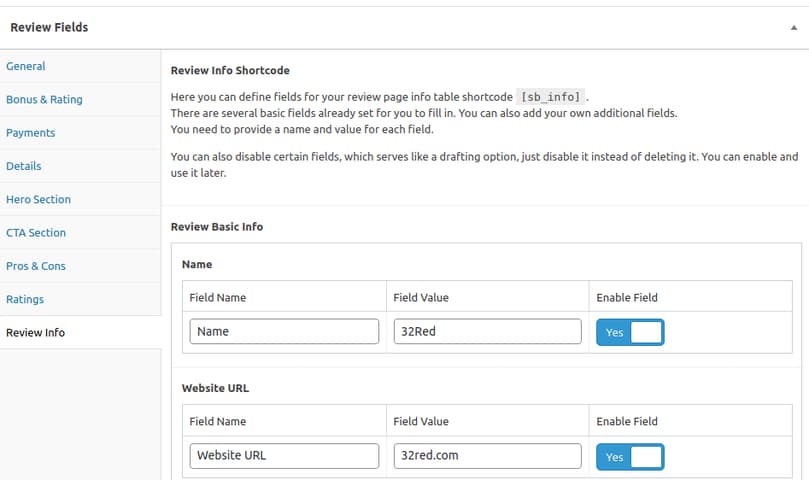 Review Fields
General
Bonus & Rating
Payments
Details
Hero Section
CTA Section
Pros & Cons
Ratings
Review Info
Review Info Shortcode
Here you can define fields for your review page info table shortcode [sb_info] .
There are several basic fields already set for you to fill in. You can also add your own additional fields.
You need to provide a name and value for each field.
You can also disable certain fields, which serves like a drafting option, just disable it instead of deleting it. You can enable and
use it later.
Review Basic Info
Name
Field Name Field Value Enable Field
Name 32Red Yes
Website URL
Field Name Field Value Enable Field
Website URL 32red.com Yes